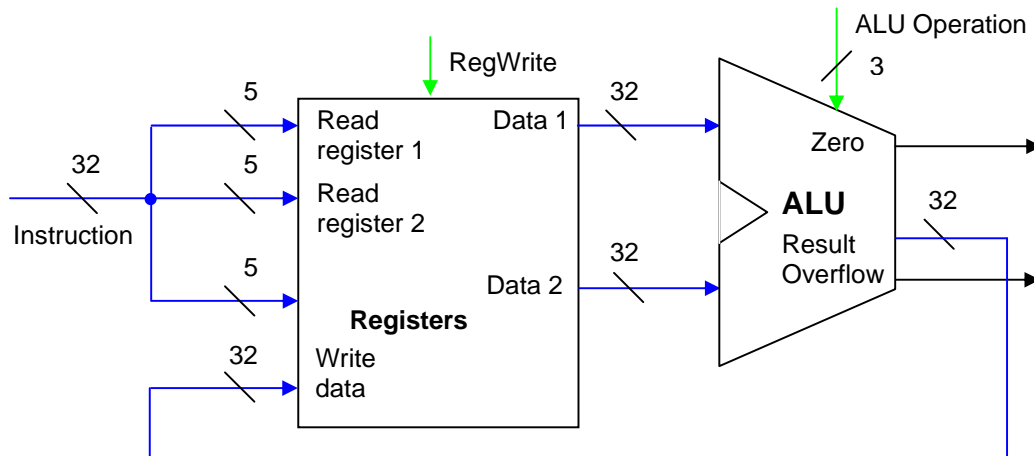 ALU Operation
3
RegWrite
5
32
Read
register 1
Data 1
Zero
32
5
Read
register 2
ALU
32
Instruction
Result
Overflow
5
32
Data 2
Registers
32
Write
data